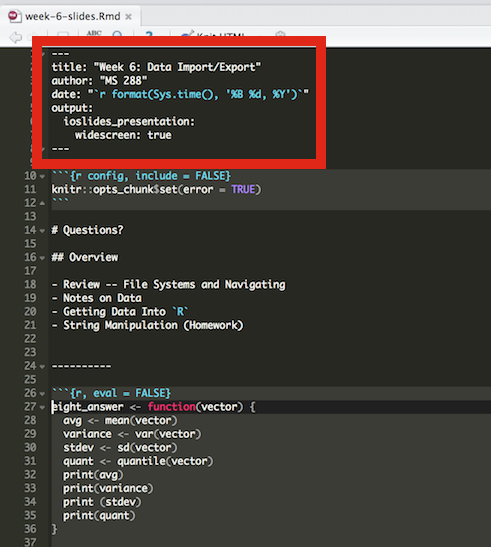 week-6-slides.Rmd
ABC
Knit HTML
---
title: "Week 6: Data Import/Export"
author: "MS 288"
date: "`r format(Sys.time(), '%B %d, %Y')`"
output:
  ioslides_presentation:
    widescreen: true
---
10 ```{r config, include = FALSE}
11 knitr::opts_chunk$set(error = TRUE)
12 ```
13
14 # Questions?
15
16 ## Overview
17
18 - Review -- File Systems and Navigating
19 - Notes on Data
20 - Getting Data Into `R`
21 - String Manipulation (Homework)
22
23
24 ----------
25
26 ```{r, eval = FALSE}
27 eight_answer <- function(vector) {
28   avg <- mean(vector)
29   variance <- var(vector)
30   stdev <- sd(vector)
31   quant <- quantile(vector)
32   print(avg)
33   print(variance)
34   print (stdev)
35   print(quant)
36 }
37